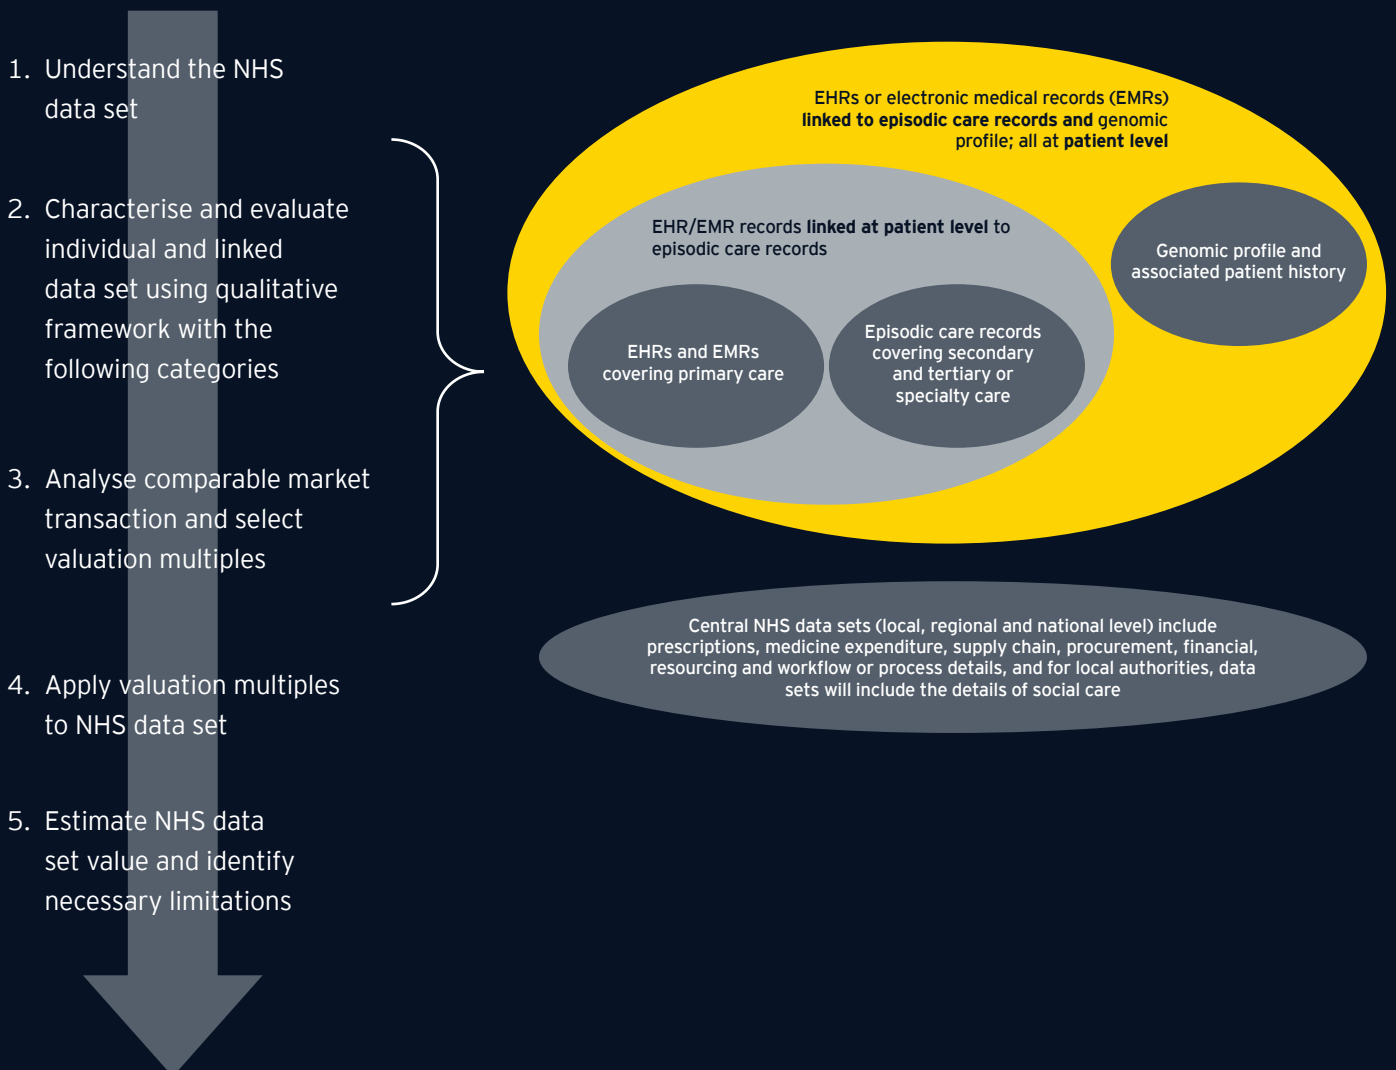 1. Understand the NHS
data set
2. Characterise and evaluate
individual and linked
data set using qualitative
framework with the
following categories
3. Analyse comparable market
transaction and select
valuation multiples
4. Apply valuation multiples
to NHS data set
5. Estimate NHS data
set value and identify
necessary limitations
EHRs or electronic medical records (EMRs)
linked to episodic care records and genomic
profile; all at patient level
EHR/EMR records linked at patient level to
episodic care records
EHRs and EMRs
covering primary care
Episodic care records
covering secondary
and tertiary or
specialty care
Genomic profile and
associated patient history
Central NHS data sets (local, regional and national level) include
prescriptions, medicine expenditure, supply chain, procurement, financial,
resourcing and workflow or process details, and for local authorities, data
sets will include the details of social care